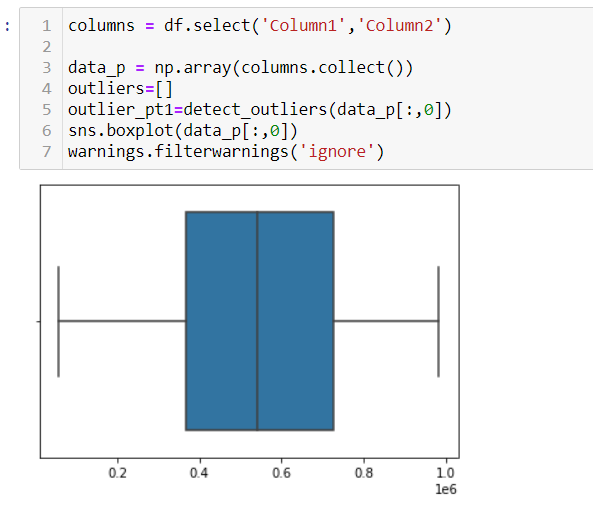 :
1 columns = df.select('Column1','Column2')
2
3 data_p = np.array(columns.collect())
4 outliers=[]
5 outlier_pt1=detect_outliers(data_p[:,0])
6 sns.boxplot(data_p[:,0])
7 warnings.filterwarnings('ignore')
0.2 0.4 0.6 0.8 1.0
1e6